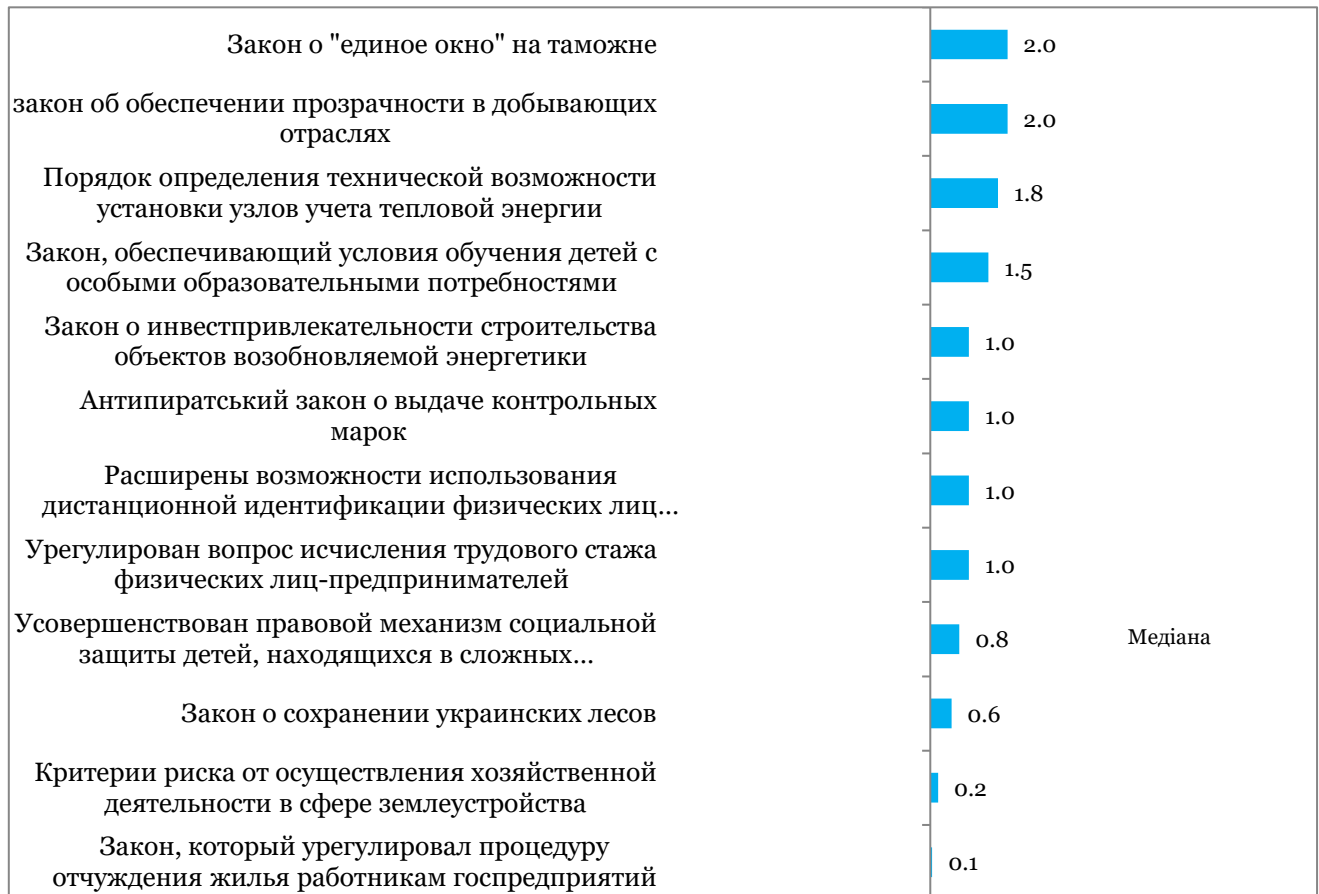 Закон о "единое окно" на таможне
2.0
закон об обеспечении прозрачности в добывающих
отраслях
2.0
Порядок определения технической возможности
установки узлов учета тепловой энергии
1.8
Закон, обеспечивающий условия обучения детей с
особыми образовательными потребностями
1.5
Закон о инвестпривлекательности строительства
объектов возобновляемой энергетики
1.0
Антипиратський закон о выдаче контрольных
марок
1.0
Расширены возможности использования
дистанционной идентификации физических лиц...
1.0
Урегулирован вопрос исчисления трудового стажа
физических лиц-предпринимателей
1.0
Усовершенствован правовой механизм социальной
защиты детей, находящихся в сложных...
0.8
Медіана
Закон о сохранении украинских лесов
0.6
Критерии риска от осуществления хозяйственной
деятельности в сфере землеустройства
0.2
Закон, который урегулировал процедуру
отчуждения жилья работникам госпредприятий
0.1